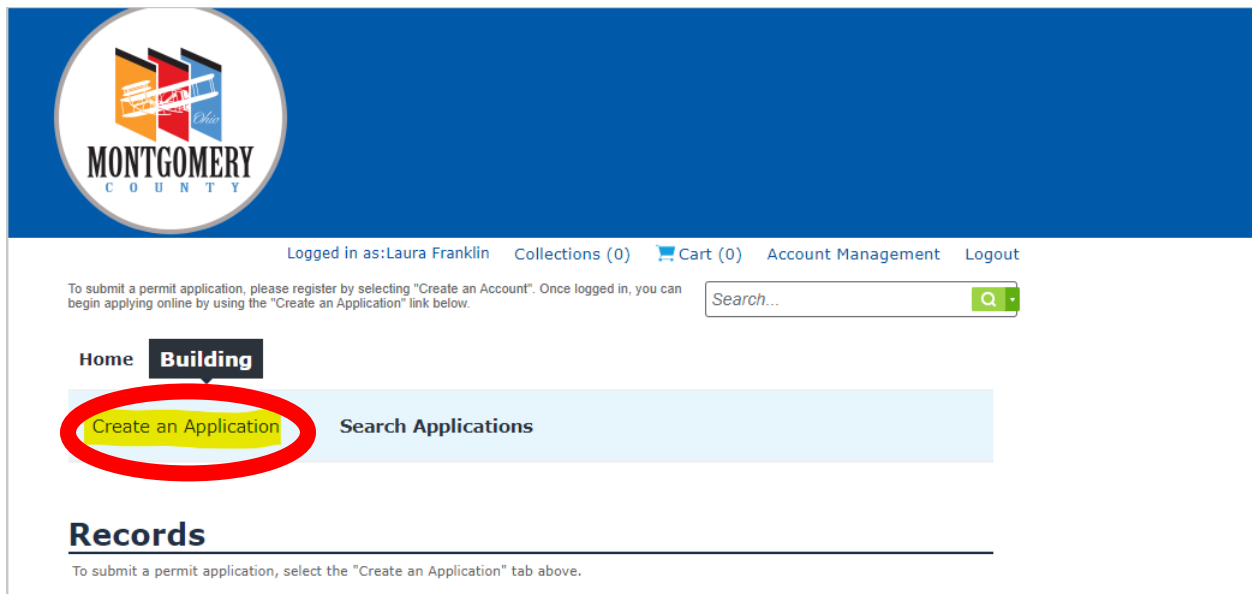 Ohio
MONTGOMERY
COUNTY
Logged in as:Laura Franklin Collections (0) Cart (0) Account Management Logout
To submit a permit application, please register by selecting "Create an Account". Once logged in, you can
begin applying online by using the "Create an Application" link below.
Search...
Home Building
Create an Application Search Applications
Records
To submit a permit application, select the "Create an Application" tab above.